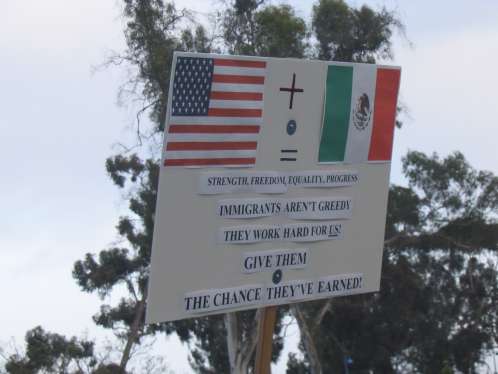 +
=
STRENGTH, FREEDOM, EQUALITY, PROGRESS
IMMIGRANTS AREN'T GREEDY
THEY WORK HARD FOR US!
GIVE THEM
THE CHANCE THEY'VE EARNED!